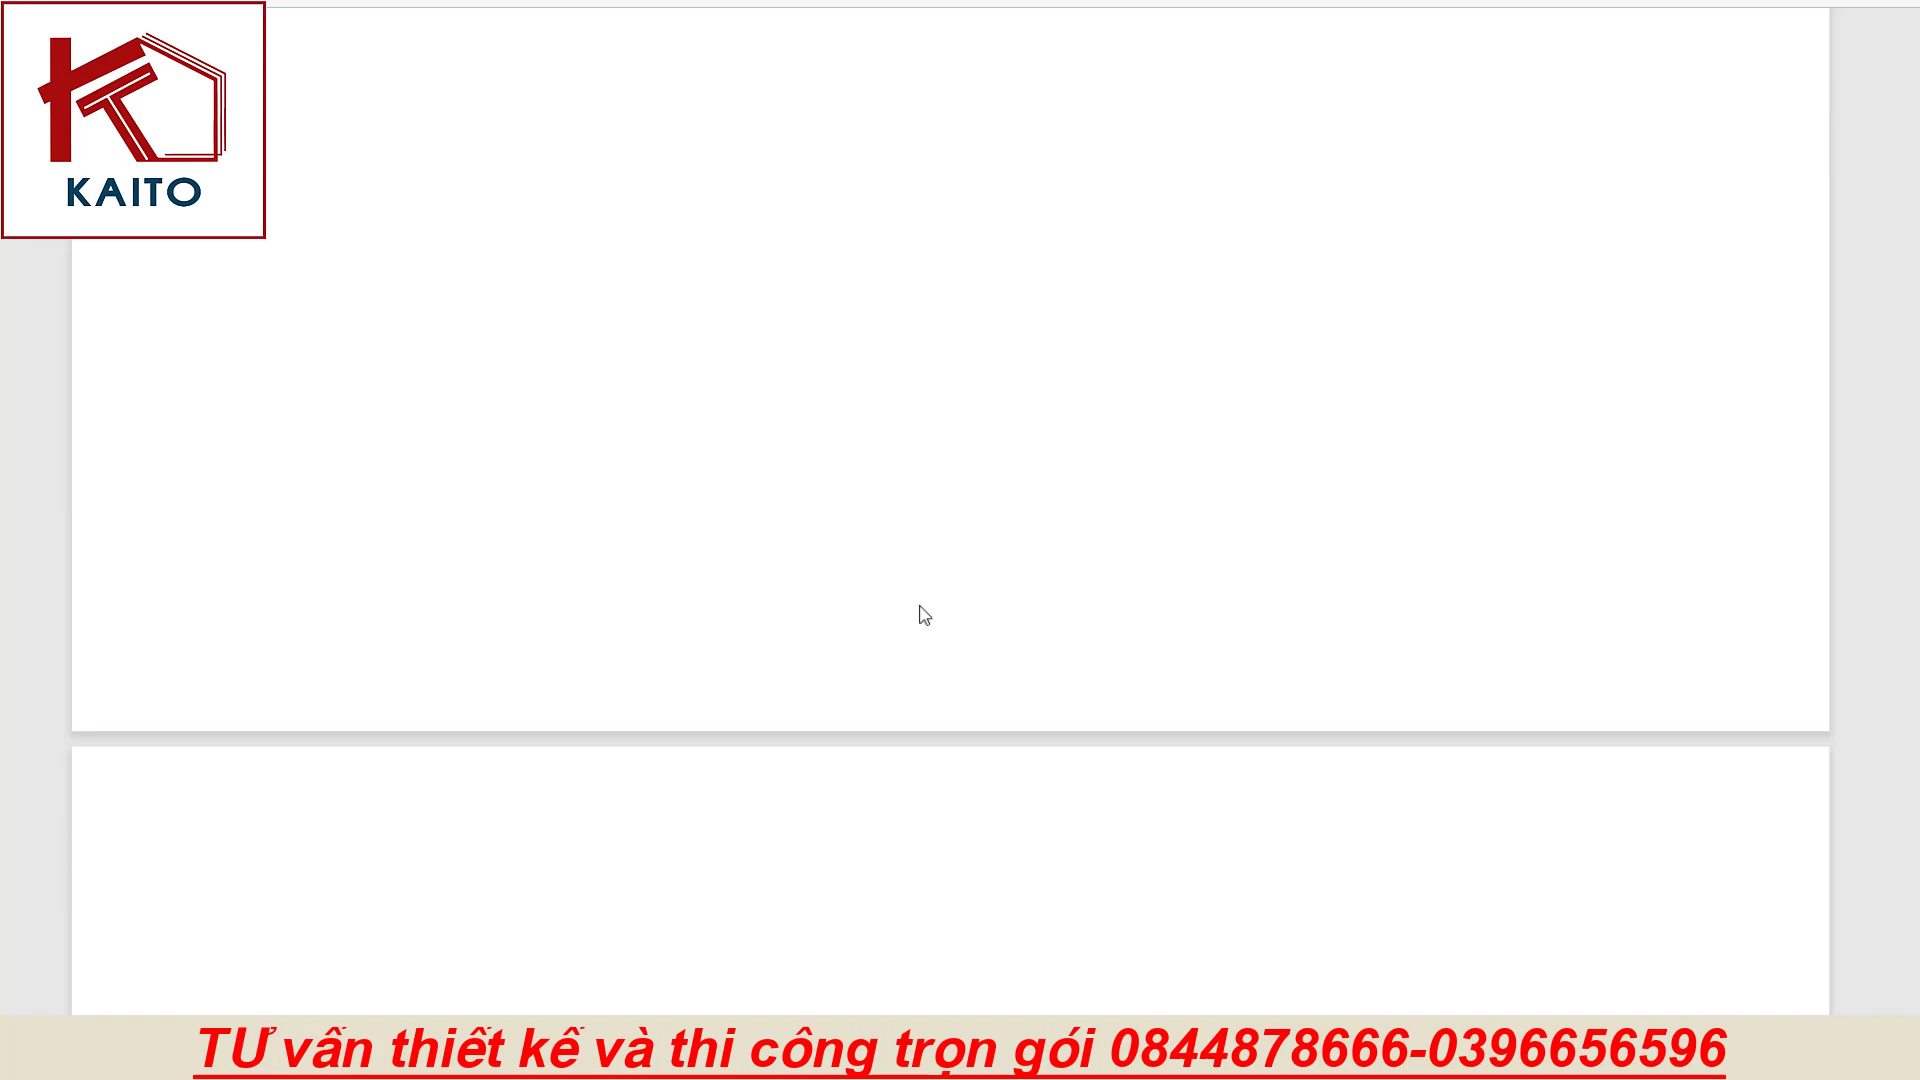 KAITO
TƯ vấn thiết kế và thi công trọn gói 0844878666-0396656596